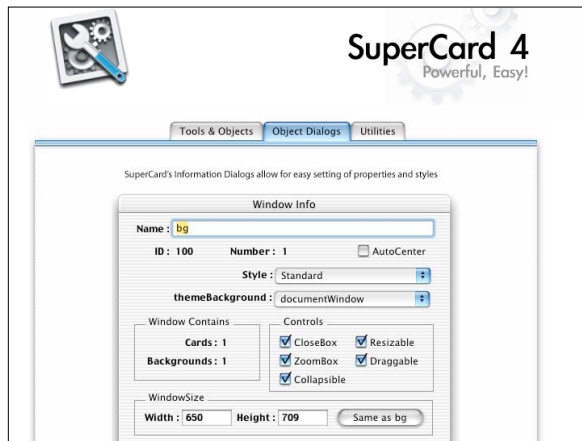 SuperCard 4
Powerful, Easy!
Tools & Objects Object Dialogs Utilities
SuperCard's Information Dialogs allow for easy setting of properties and styles
Window Info
Name : bg
ID : 100 Number : 1 AutoCenter
Style : Standard
themeBackground : documentWindow
Window Contains Controls
Cards : 1 CloseBox Resizable
Backgrounds : 1 ZoomBox Draggable
Collapsible
WindowSize
Width : 650 Height : 709 Same as bg